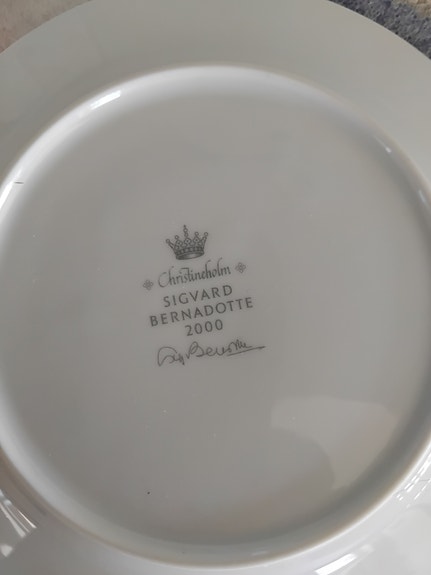 Christineholm
SIGVARD
BERNADOTTE
2000